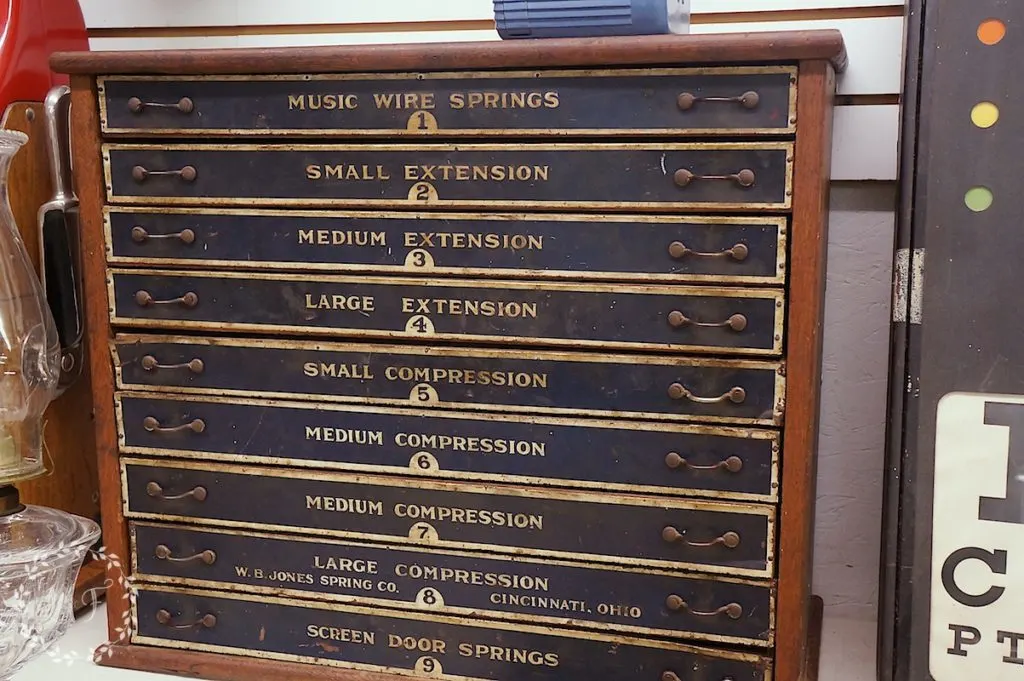 MUSIC WIRE SPRINGS
1
SMALL EXTENSION
2
MEDIUM EXTENSION
3
LARGE EXTENSION
4
SMALL COMPRESSION
5
MEDIUM COMPRESSION
6
MEDIUM COMPRESSION
7
LARGE COMPRESSION
W. B. JONES SPRING CO. CINCINNATI, OHIO
8
SCREEN DOOR SPRINGS
9
C
P T